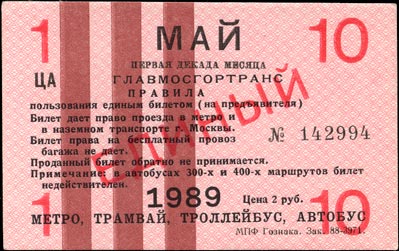 1 МАЙ 10
ПЕРВАЯ ДЕКАДА МЕСЯЦА
ЦА ГЛАВМОСГОРТРАНС
ПРАВИЛА
пользования единым билетом (на предъявителя)
Билет дает право проезда в метро и
в наземном транспорте г. Москвы.
Билет права на бесплатный провоз
багажа не дает.
№ 142994
Проданный билет обратно не принимается.
Примечание: в автобусах 300-х и 400-х маршрутов билет
недействителен.
ЕДИНЫЙ
1 1989 Цена 2 руб. 10
МЕТРО, ТРАМВАЙ, ТРОЛЛЕЙБУС, АВТОБУС
МПФ Гознака. Зак. 88-3971.